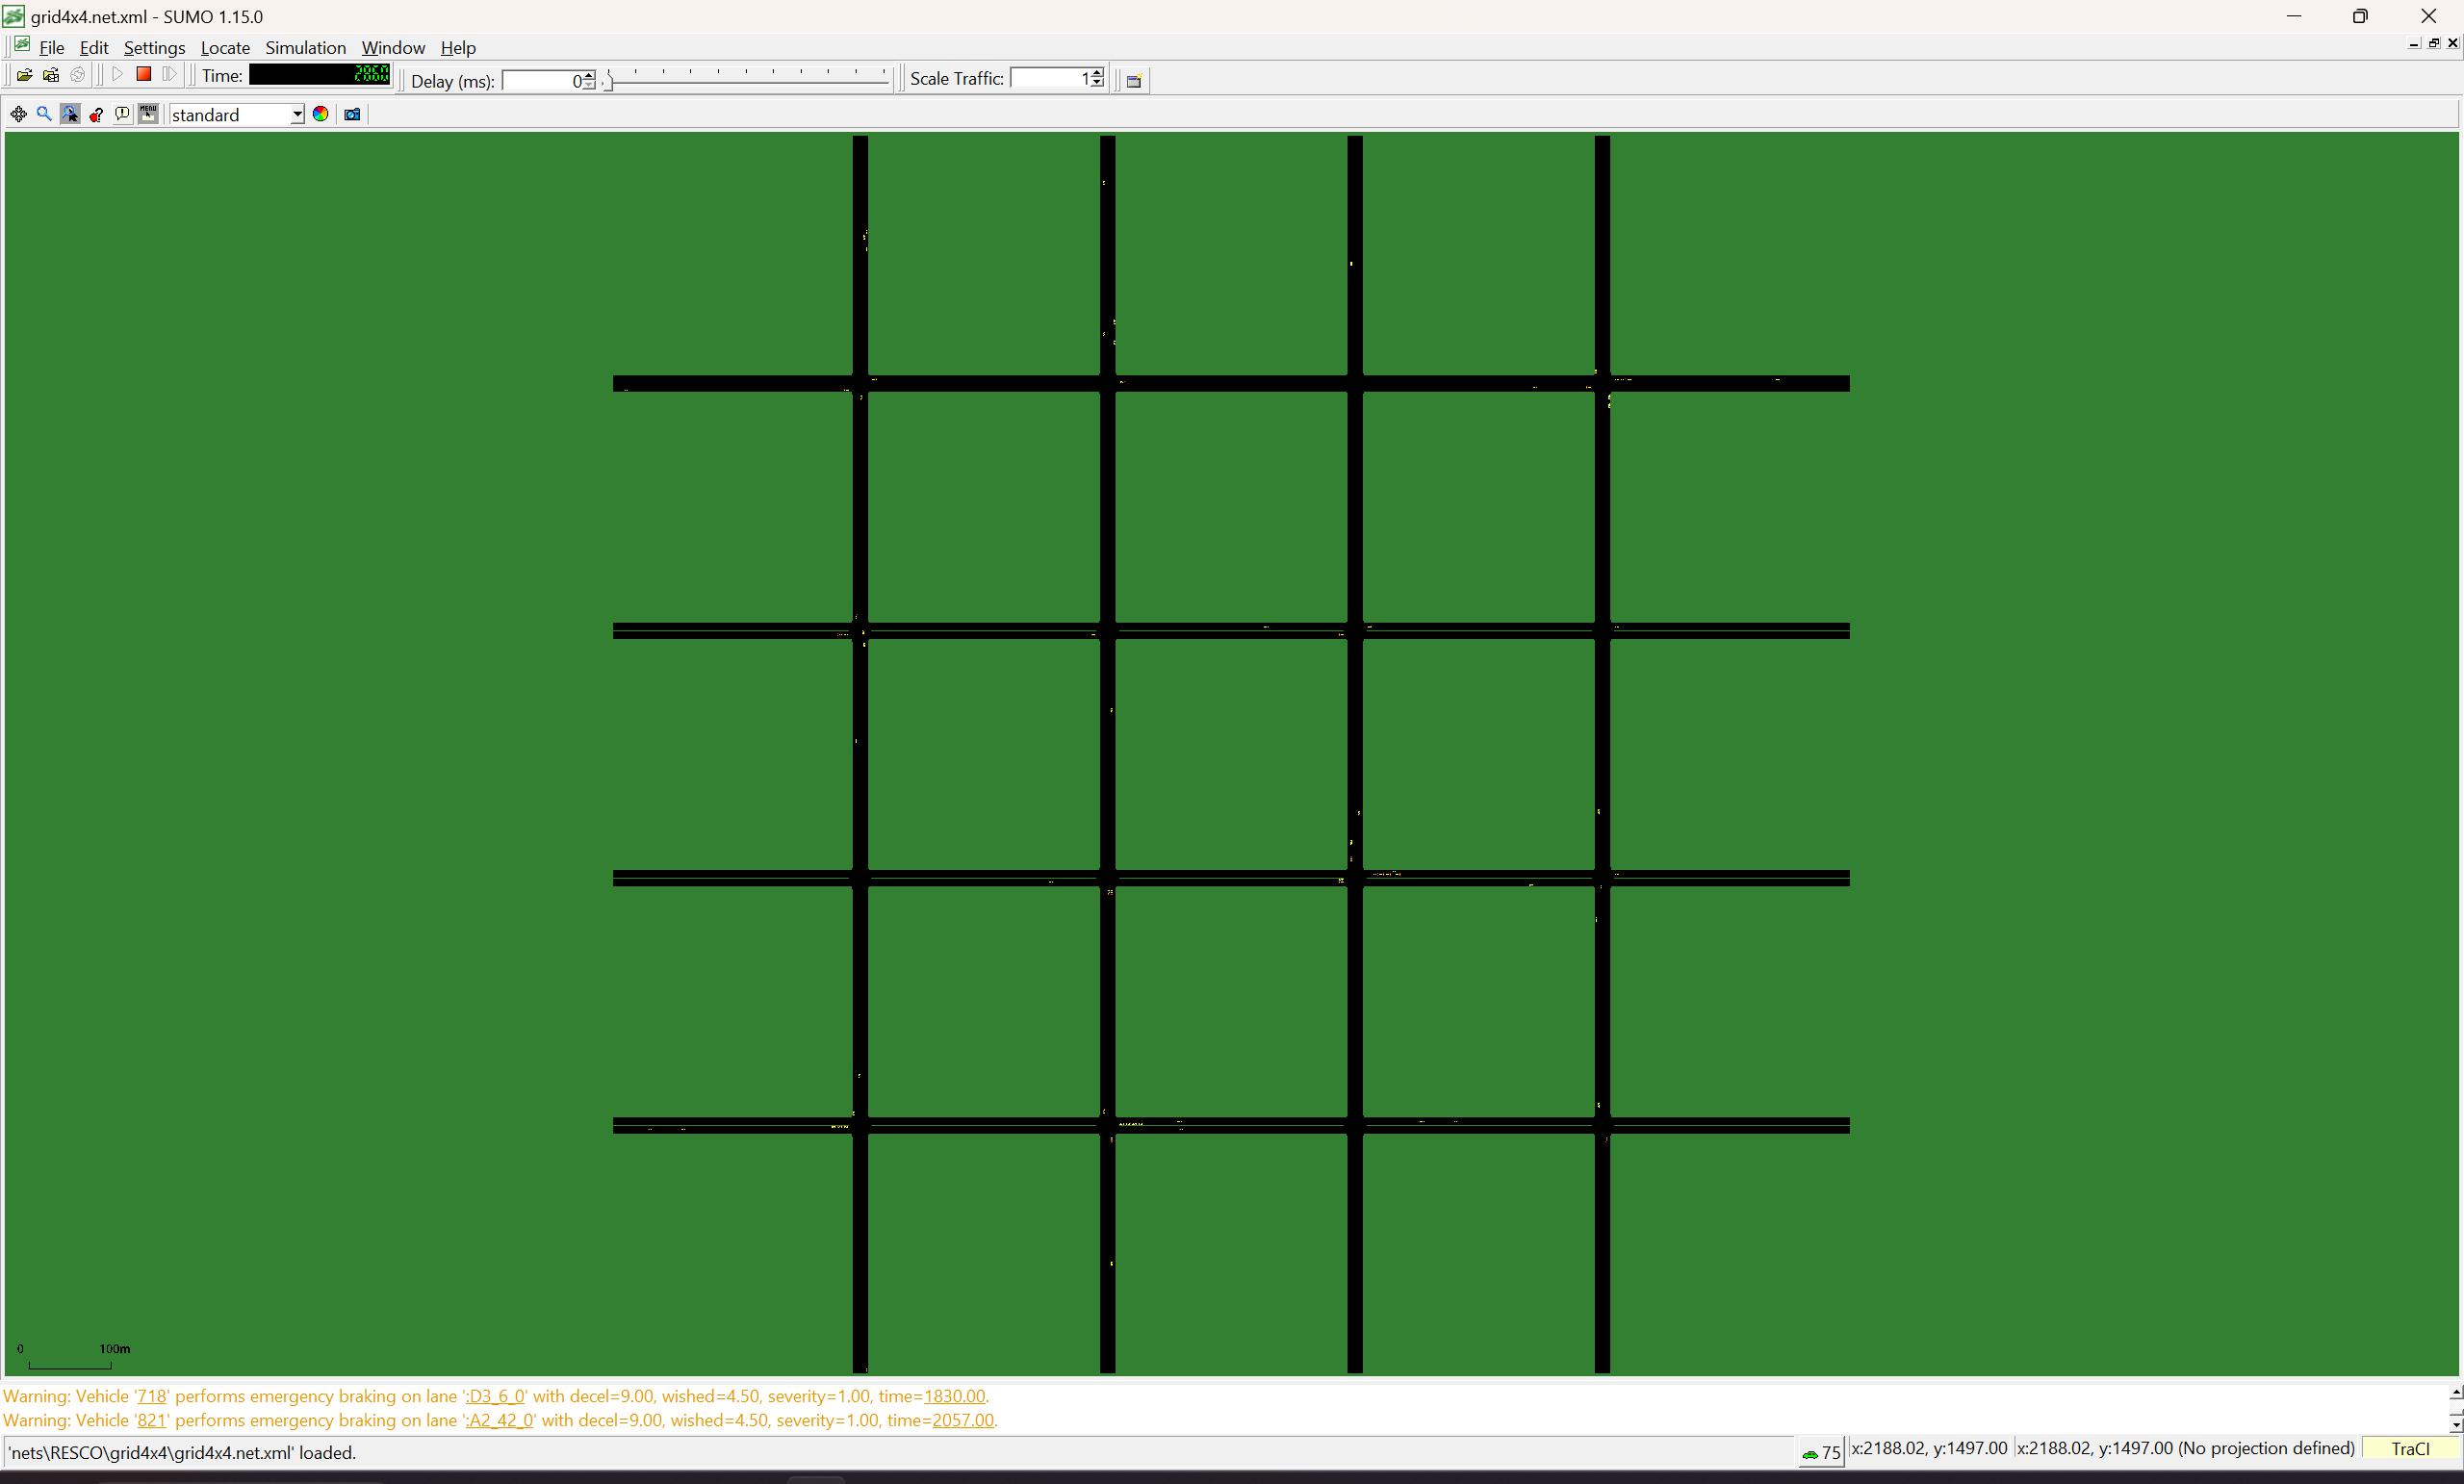 grid4x4.net.xml - SUMO 1.15.0
File Edit Settings Locate Simulation Window Help
Time: 2860 Delay (ms): 0 Scale Traffic: 1
MENU standard
0 100m
Warning: Vehicle '718' performs emergency braking on lane ':D3_6_0' with decel=9.00, wished=4.50, severity=1.00, time=1830.00.
Warning: Vehicle '821' performs emergency braking on lane ':A2_42_0' with decel=9.00, wished=4.50, severity=1.00, time=2057.00.
'nets\RESCO\grid4x4\grid4x4.net.xml' loaded. 75 x:2188.02, y:1497.00 x:2188.02, y:1497.00 (No projection defined) TraCI